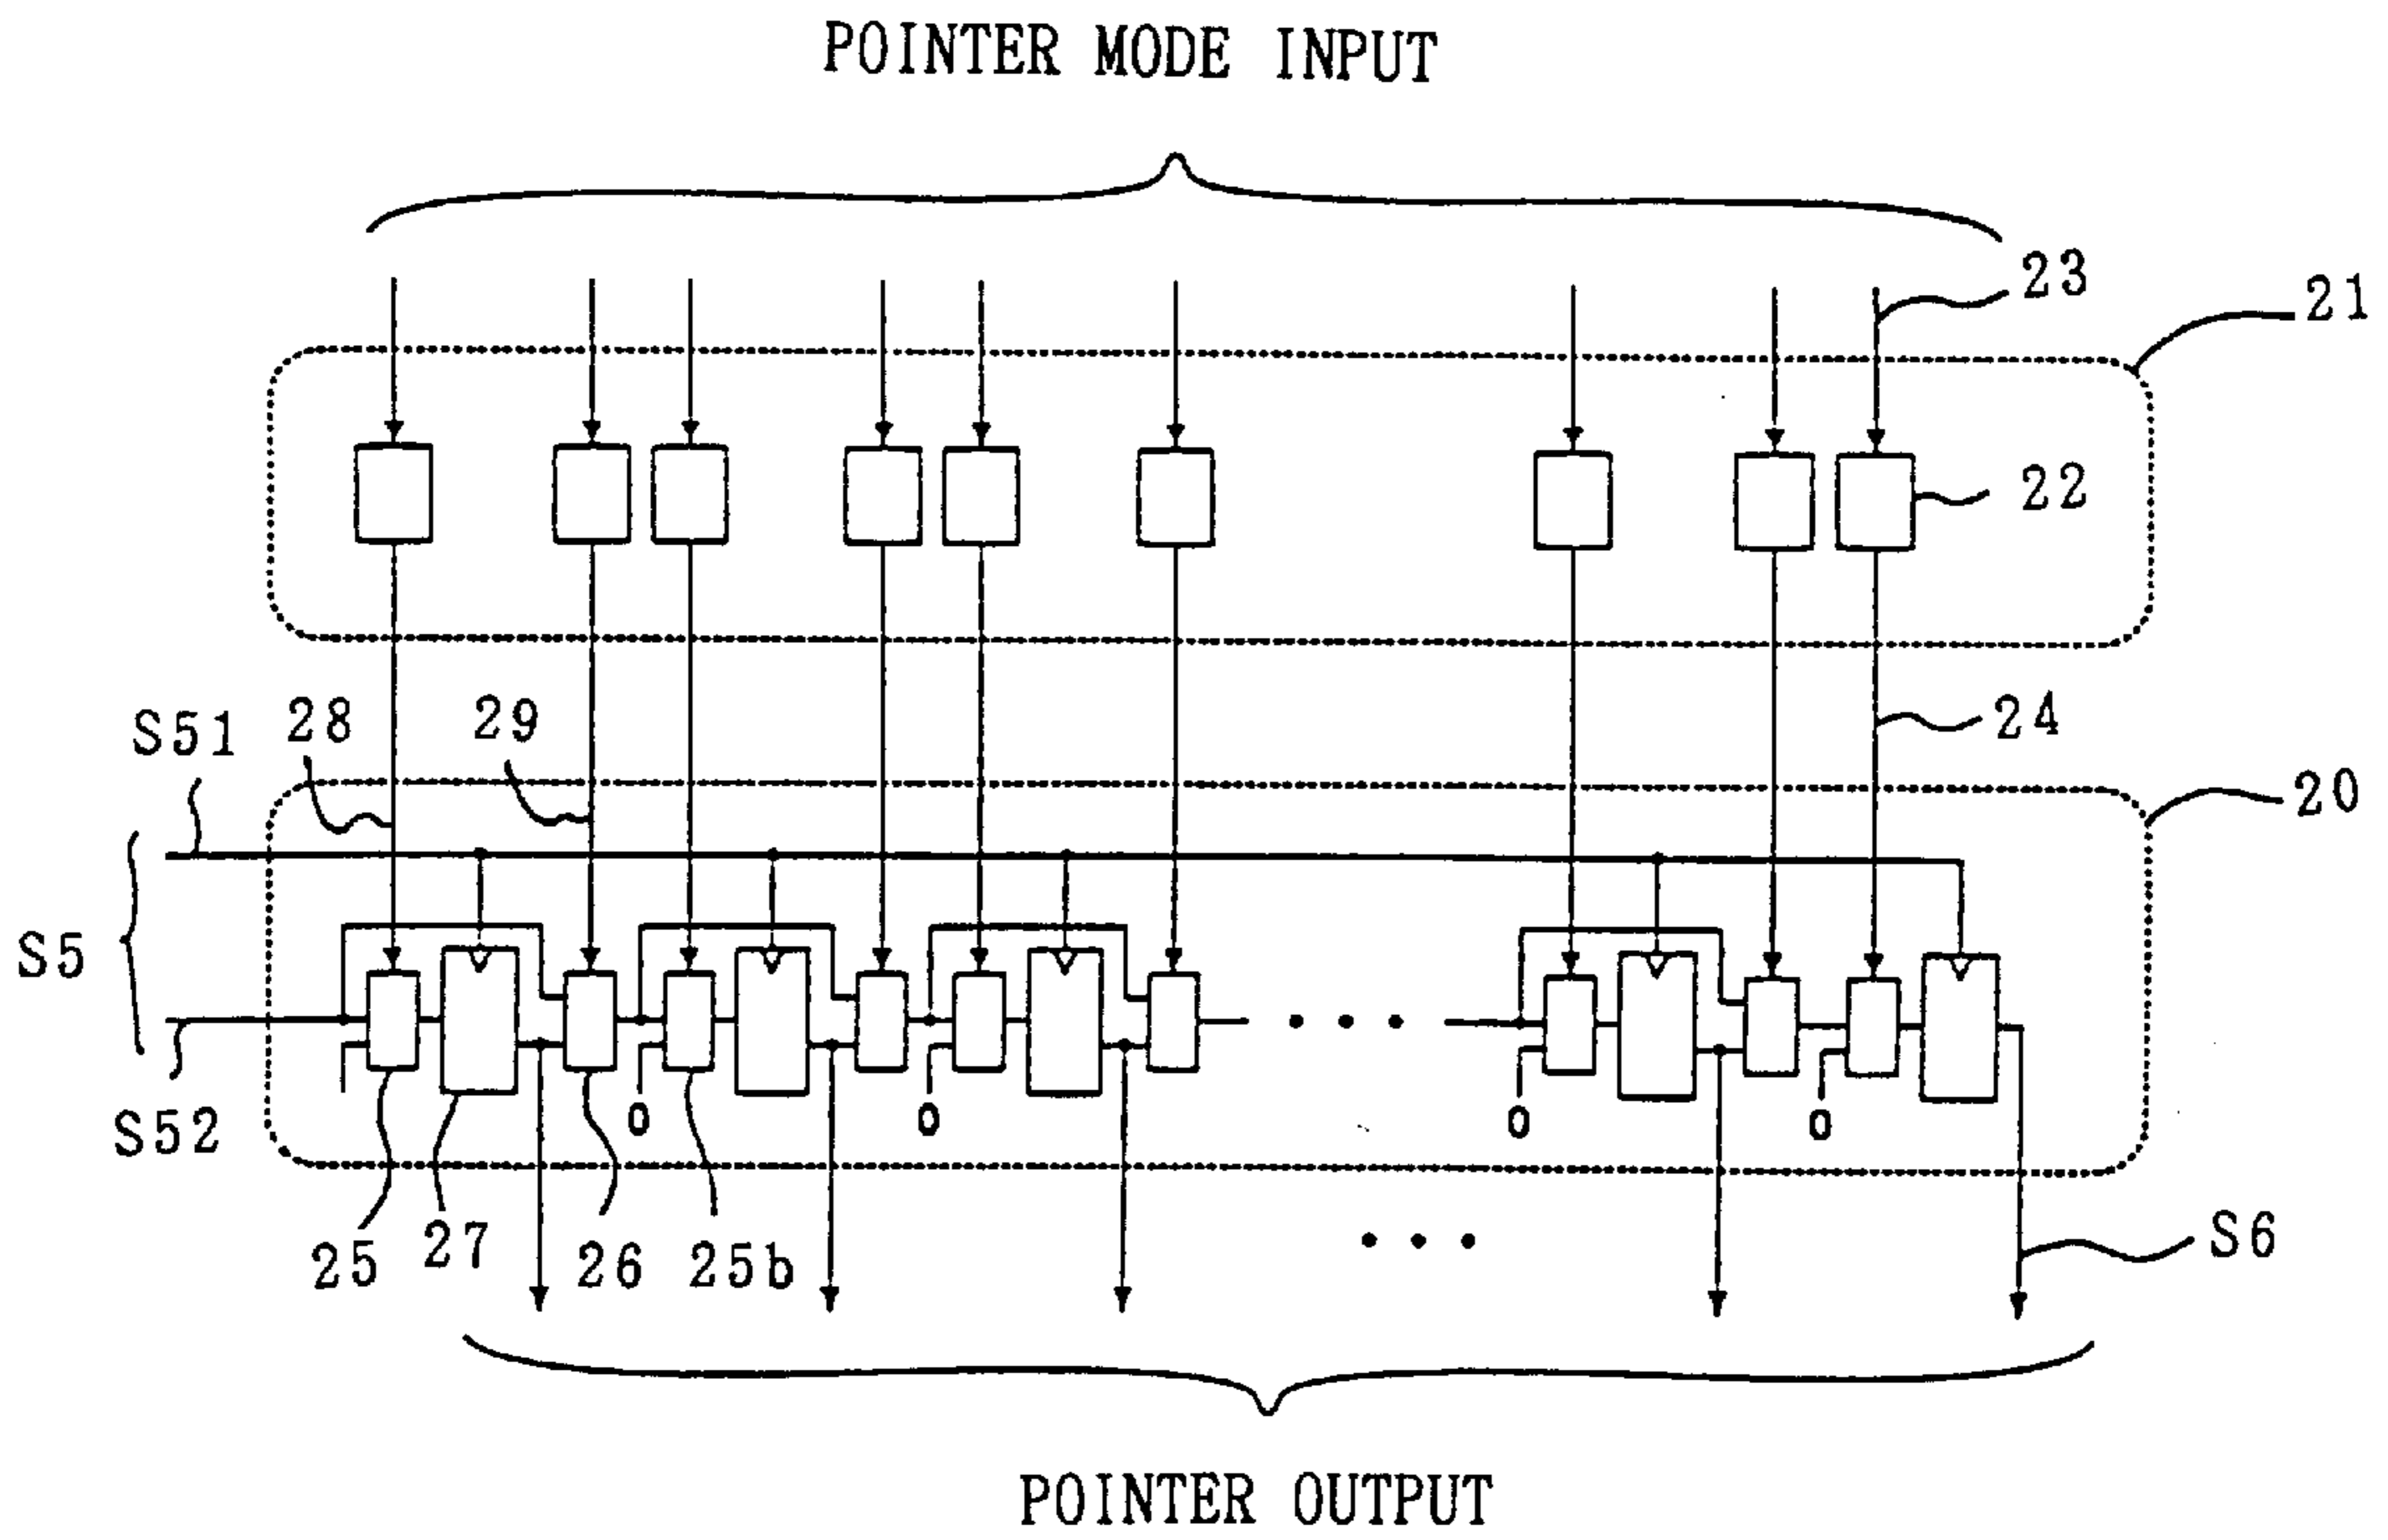 POINTER MODE INPUT
23
21
22
S51
28
29
24
20
S5
S52
0
0
0
0
25
27
26
25b
S6
POINTER OUTPUT